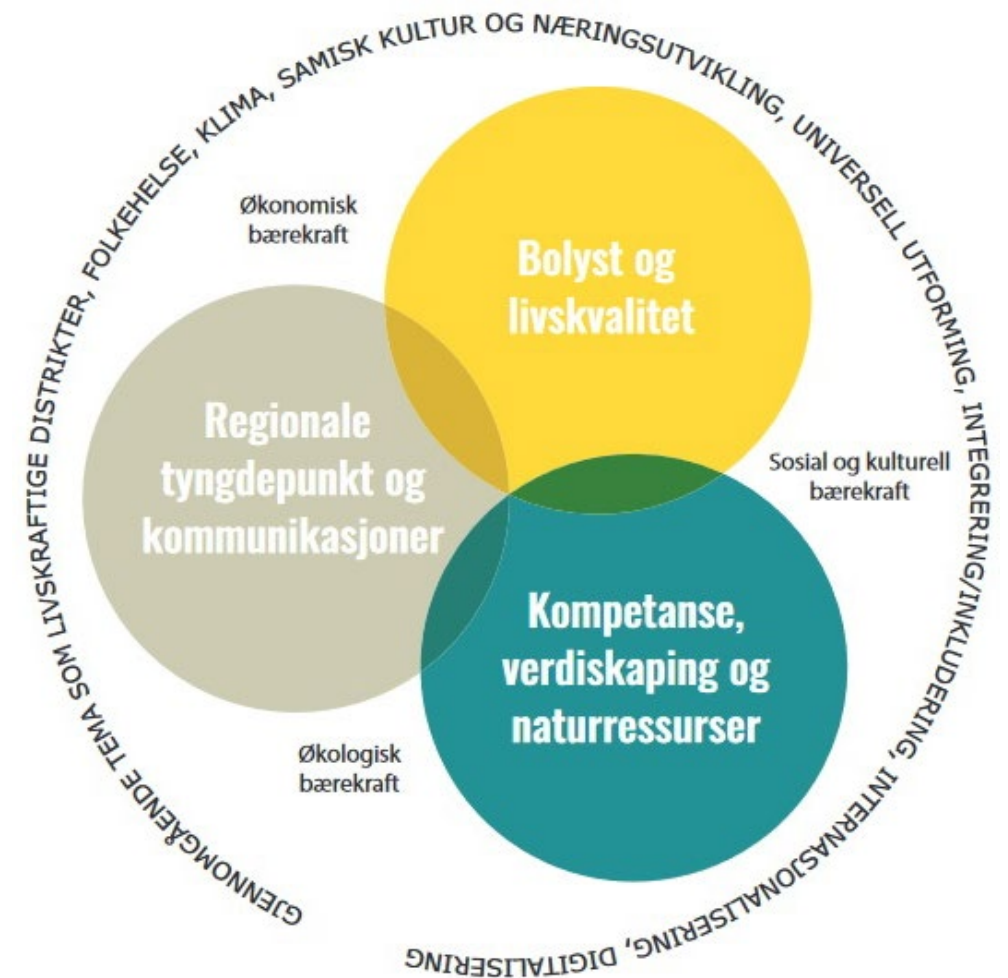 GJENNOMGÅENDE TEMA SOM LIVSKRAFTIGE DISTRIKTER, FOLKEHELSE, KLIMA, SAMISK KULTUR OG NÆRINGSUTVIKLING, UNIVERSELL UTFORMING, INTEGRERING/INKLUDERING, INTERNASJONALISERING, DIGITALISERING
Økonomisk
bærekraft
Bolyst og
livskvalitet
Regionale
tyngdepunkt og
kommunikasjoner
Sosial og kulturell
bærekraft
Kompetanse,
verdiskaping og
naturressurser
Økologisk
bærekraft